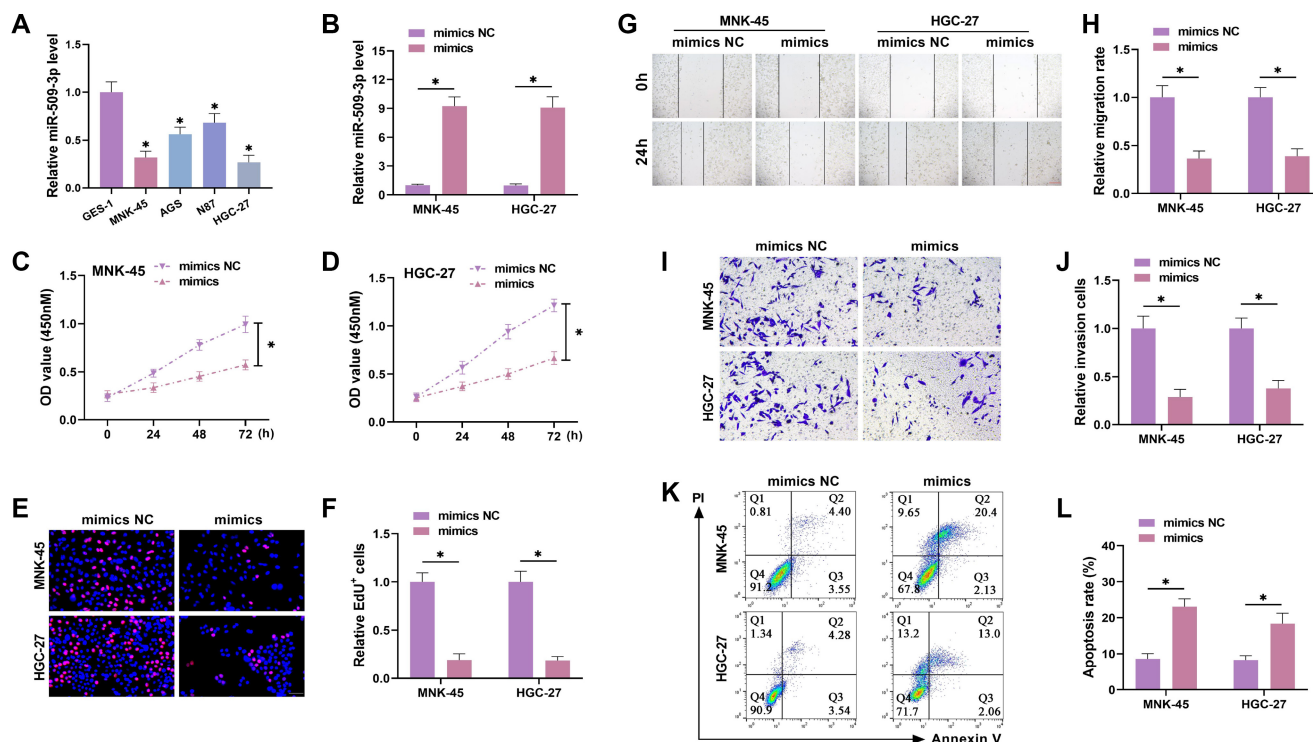 A
Relative miR-509-3p level
1.5
1.0
0.5
0.0
* * * *
GES-1 MNK-45 AGS N87 HGC-27
B
mimics NC
mimics
Relative miR-509-3p level
15
12
9
6
3
0
* *
MNK-45 HGC-27
C
MNK-45
mimics NC
mimics
OD value (450nM)
1.5
1.0
0.5
0.0
*
0 24 48 72 (h)
D
HGC-27
mimics NC
mimics
OD value (450nM)
1.5
1.0
0.5
0.0
*
0 24 48 72 (h)
E
mimics NC mimics
MNK-45
HGC-27
F
mimics NC
mimics
Relative EdU+ cells
1.5
1.0
0.5
0.0
* *
MNK-45 HGC-27
G
MNK-45 HGC-27
mimics NC mimics mimics NC mimics
0h
24h
H
mimics NC
mimics
Relative migration rate
1.5
1.0
0.5
0.0
* *
MNK-45 HGC-27
I
mimics NC mimics
MNK-45
HGC-27
J
mimics NC
mimics
Relative invasion cells
1.5
1.0
0.5
0.0
* *
MNK-45 HGC-27
K
mimics NC mimics
PI
MNK-45
Q1 Q2 Q1 Q2
0.81 4.40 9.65 20.4
Q4 Q3 Q4 Q3
91.2 3.55 67.8 2.13
HGC-27
Q1 Q2 Q1 Q2
1.34 4.28 13.2 13.0
Q4 Q3 Q4 Q3
90.9 3.54 71.7 2.06
Annexin V
L
mimics NC
mimics
Apoptosis rate (%)
40
30
20
10
0
* *
MNK-45 HGC-27